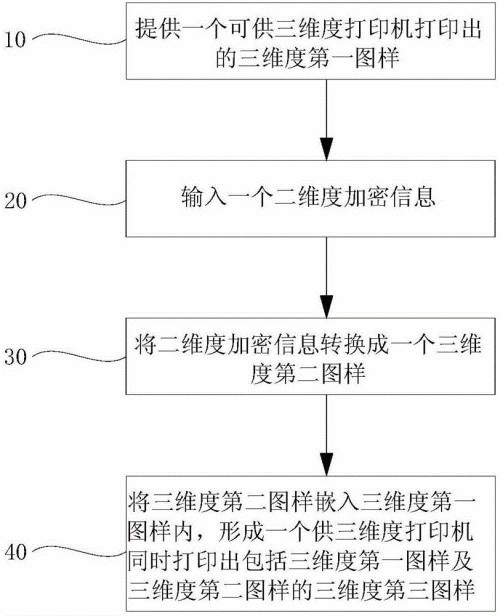 提供一个可供三维度打印机打印出
10
的三维度第一图样
20
输入一个二维度加密信息
将二维度加密信息转换成一个三维
30
度第二图样
将三维度第二图样嵌入三维度第一
图样内，形成一个供三维度打印机
40
同时打印出包括三维度第一图样及
三维度第二图样的三维度第三图样